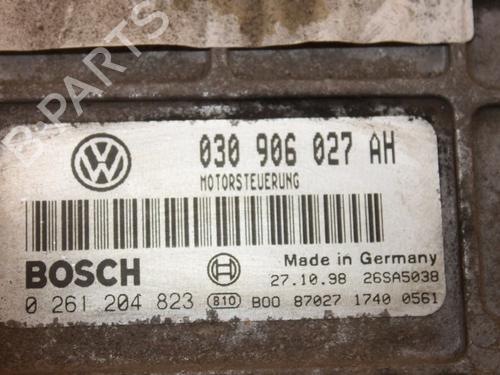 B-PARTS
030 906 027 AH
MOTORSTEUERUNG
BOSCH
Made in Germany
27.10.98 26SA5038
0 261 204 823 810 B00 87027 1740 0561